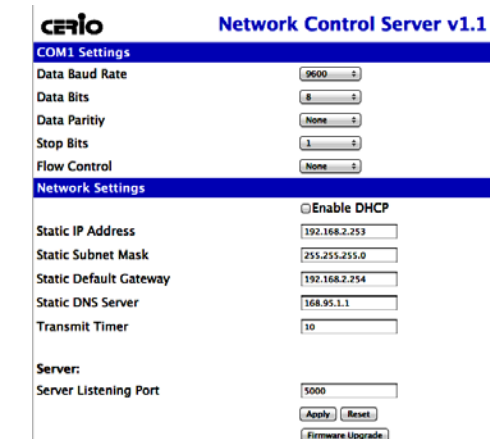 CERIO Network Control Server v1.1
COM1 Settings
Data Baud Rate 9600
Data Bits 8
Data Paritiy None
Stop Bits 1
Flow Control None
Network Settings
Enable DHCP
Static IP Address 192.168.2.253
Static Subnet Mask 255.255.255.0
Static Default Gateway 192.168.2.254
Static DNS Server 168.95.1.1
Transmit Timer 10
Server:
Server Listening Port 5000
Apply Reset
Firmware Upgrade